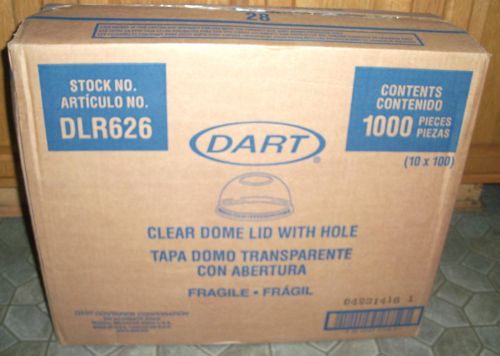 28
STOCK NO.
ARTÍCULO NO.
DLR626
CONTENTS
CONTENIDO
1000 PIECES
PIEZAS
(10 x 100)
DART®
CLEAR DOME LID WITH HOLE
TAPA DOMO TRANSPARENTE
CON ABERTURA
FRAGILE • FRÁGIL
DART CONTAINER CORPORATION